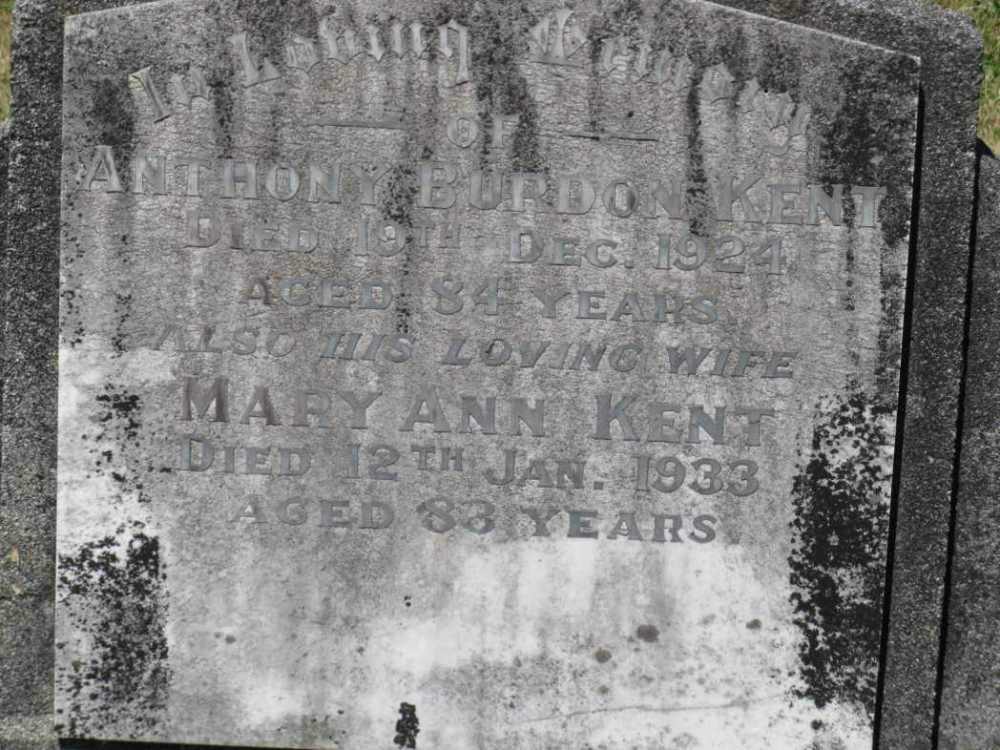 In Loving Memory
OF
ANTHONY BURDON KENT
DIED 19TH DEC. 1924
AGED 84 YEARS.
ALSO HIS LOVING WIFE
MARY ANN KENT
DIED 12TH JAN. 1933
AGED 83 YEARS.